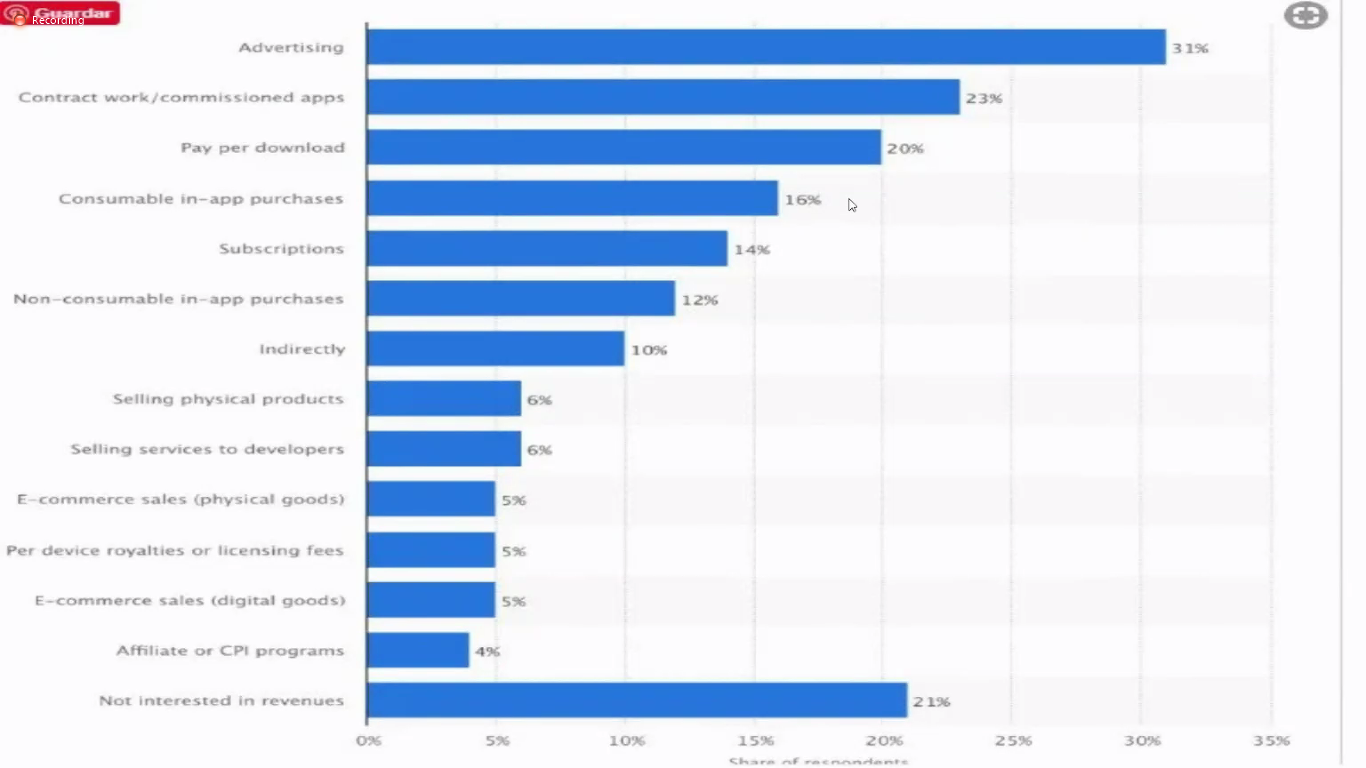 Guardar
Recording
Advertising 31%
Contract work/commissioned apps 23%
Pay per download 20%
Consumable in-app purchases 16%
Subscriptions 14%
Non-consumable in-app purchases 12%
Indirectly 10%
Selling physical products 6%
Selling services to developers 6%
E-commerce sales (physical goods) 5%
Per device royalties or licensing fees 5%
E-commerce sales (digital goods) 5%
Affiliate or CPI programs 4%
Not interested in revenues 21%
0% 5% 10% 15% 20% 25% 30% 35%
Share of respondents